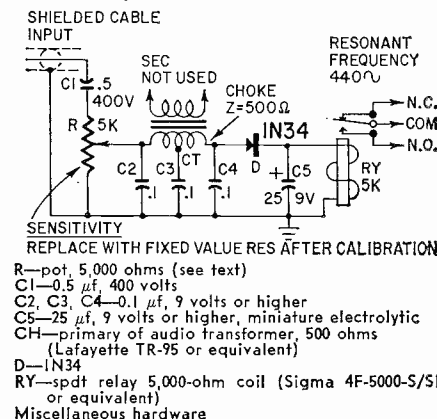 SHIELDED CABLE
INPUT
C1 .5
400V
R 5K
SEC
NOT USED
CHOKE
Z=500Ω
1N34
RESONANT
FREQUENCY
440~
N.C.
COM
N.O.
C2
.1
C3
.1
CT
C4
.1
D
+ C5
25 9V
RY
5K
SENSITIVITY
REPLACE WITH FIXED VALUE RES AFTER CALIBRATION
R—pot, 5,000 ohms (see text)
C1—0.5 μf, 400 volts
C2, C3, C4—0.1 μf, 9 volts or higher
C5—25 μf, 9 volts or higher, miniature electrolytic
CH—primary of audio transformer, 500 ohms
(Lafayette TR-95 or equivalent)
D—1N34
RY—spdt relay 5,000-ohm coil (Sigma 4F-5000-S/SI
or equivalent)
Miscellaneous hardware